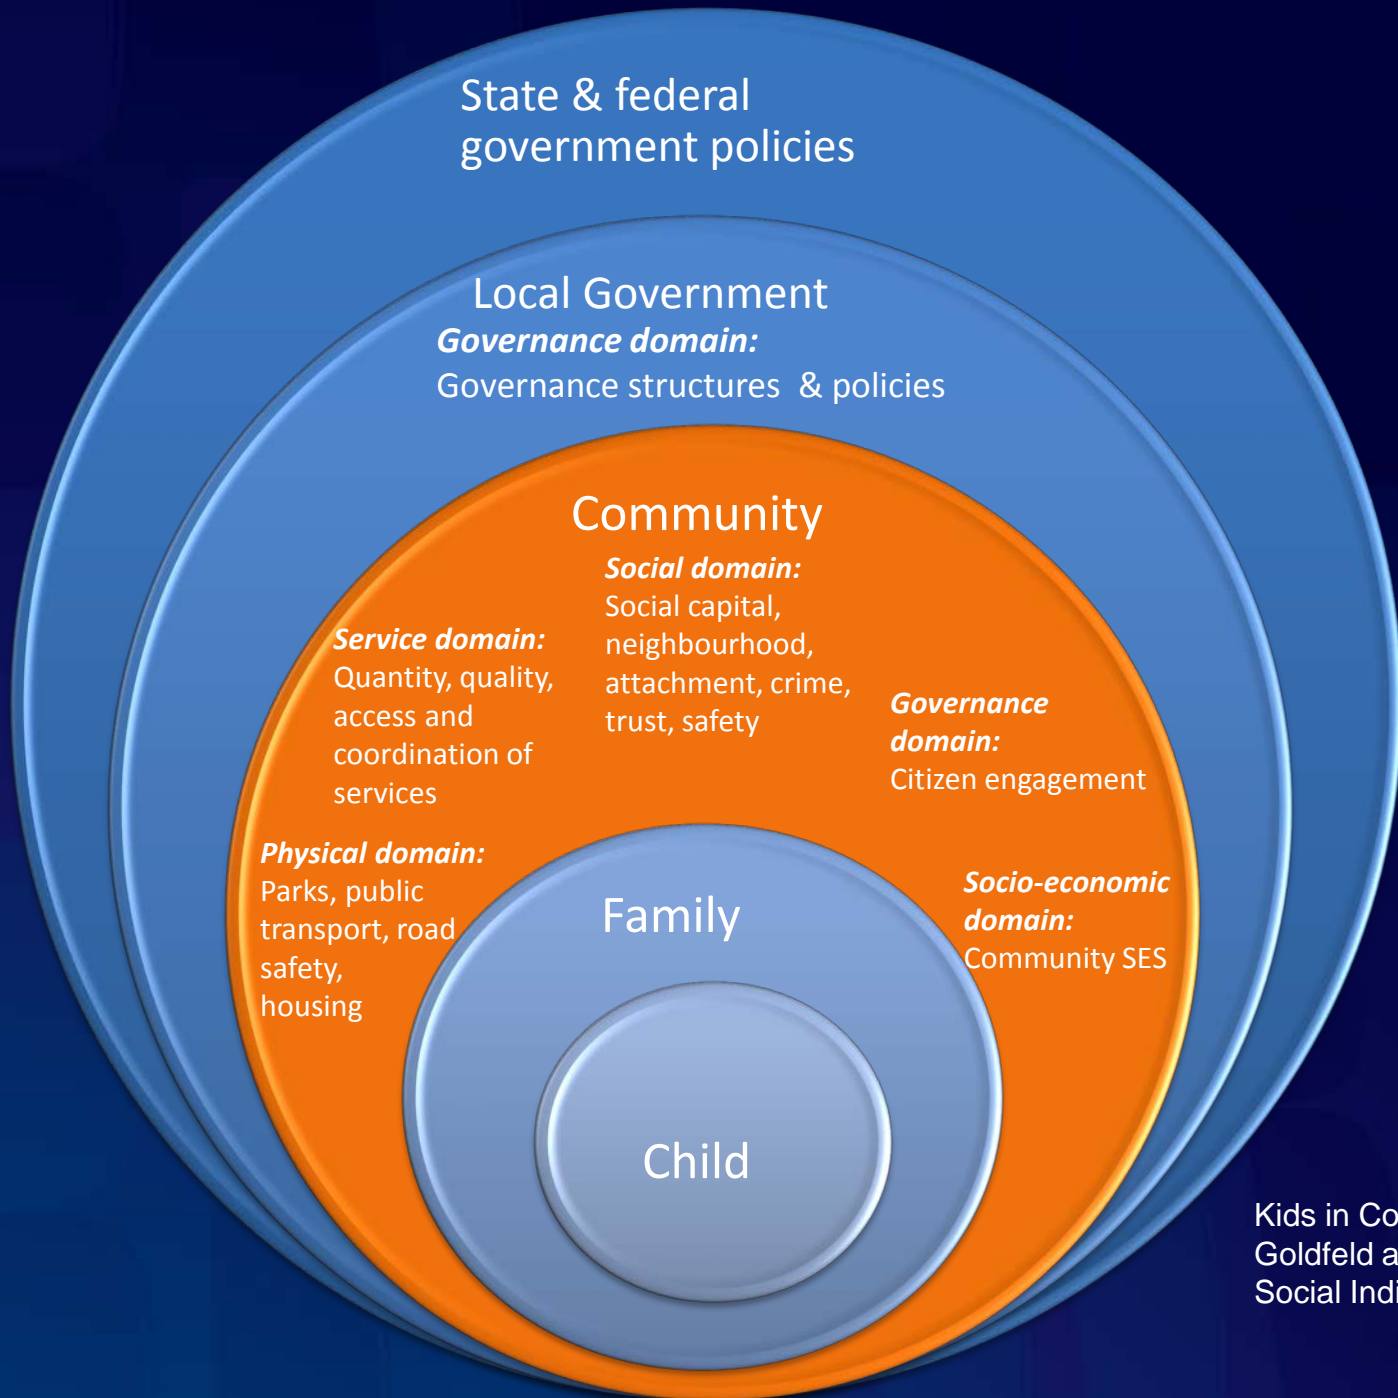 State & federal
government policies
Local Government
Governance domain:
Governance structures & policies
Community
Social domain:
Social capital,
neighbourhood,
attachment, crime,
trust, safety
Service domain:
Quantity, quality,
access and
coordination of
services
Governance
domain:
Citizen engagement
Physical domain:
Parks, public
transport, road
safety,
housing
Socio-economic
domain:
Community SES
Family
Child
Kids in Co
Goldfeld a
Social Indi